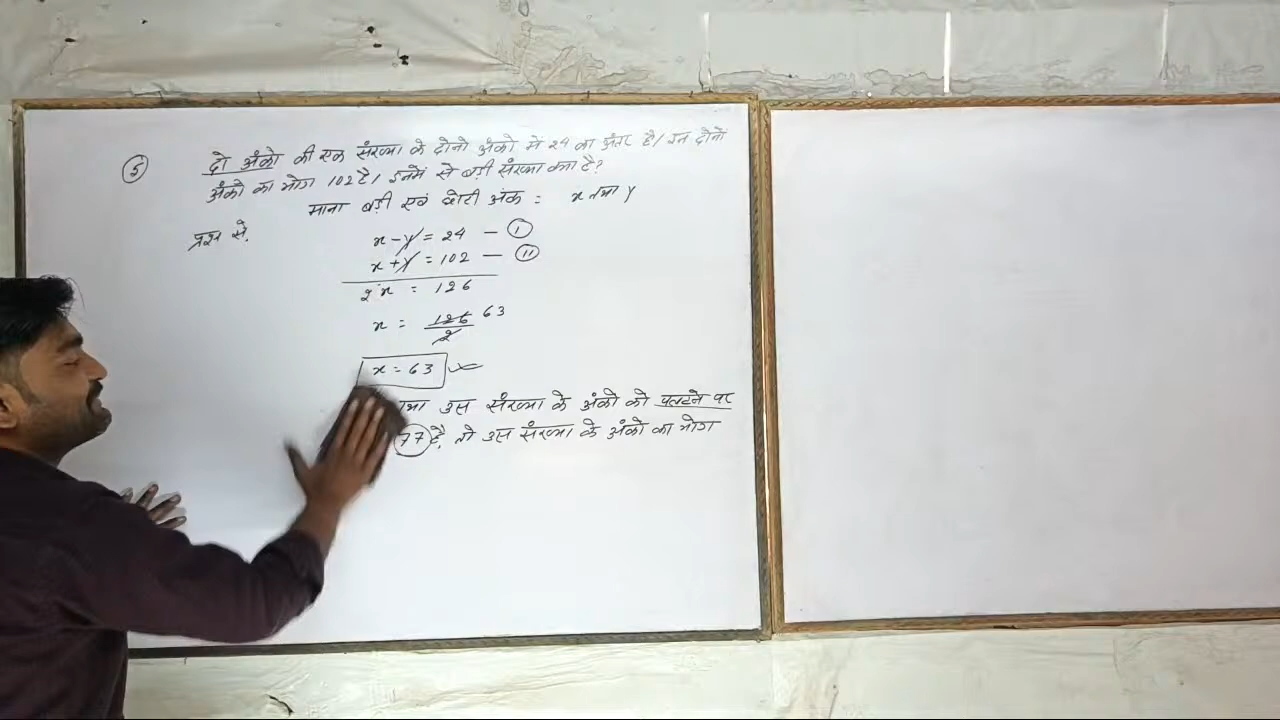 (5) दो अंको की एक संख्या के दोनो अंको में 24 का अंतर है। इन दोनों
अंको का योग 102 है। इनमें से बड़ी संख्या क्या है?
माना बड़ी एवं छोटी अंक = x तथा y
प्रश्न से,
x - y = 24 — (I)
x + y = 102 — (II)
2x = 126
x = 126/2 63
x = 63
उस संख्या के अंको को पलटने पर
77 है, तो उस संख्या के अंको का योग